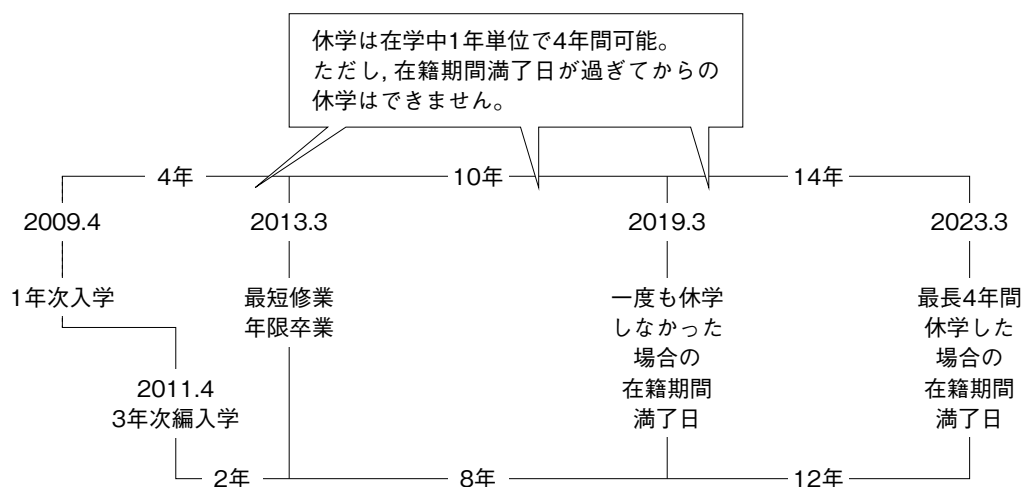 休学は在学中1年単位で4年間可能。
ただし,在籍期間満了日が過ぎてからの
休学はできません。
4年
10年
14年
2009.4
2013.3
2019.3
2023.3
1年次入学
最短修業
年限卒業
一度も休学
しなかった
場合の
在籍期間
満了日
最長4年間
休学した
場合の
在籍期間
満了日
2011.4
3年次編入学
2年
8年
12年